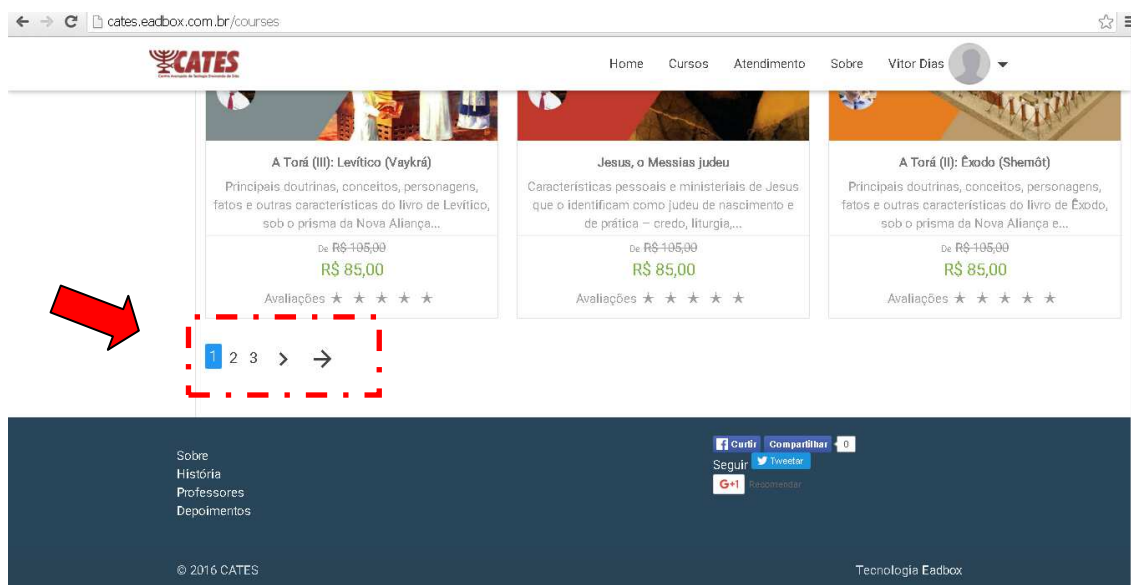 cates.eadbox.com.br/courses
CATES
Home Cursos Atendimento Sobre Vitor Dias
A Torá (III): Levítico (Vaykrá)
Principais doutrinas, conceitos, personagens,
fatos e outras características do livro de Levítico,
sob o prisma da Nova Aliança...
De R$ 105,00
R$ 85,00
Avaliações
Jesus, o Messias judeu
Características pessoais e ministeriais de Jesus
que o identificam como judeu de nascimento e
de prática – credo, liturgia,...
De R$ 105,00
R$ 85,00
Avaliações
A Torá (II): Êxodo (Shemôt)
Principais doutrinas, conceitos, personagens,
fatos e outras características do livro de Êxodo,
sob o prisma da Nova Aliança e...
De R$ 105,00
R$ 85,00
Avaliações
1 2 3
Sobre
História
Professores
Depoimentos
Curtir Compartilhar 0
Seguir Tweetar
G+1 Recomendar
© 2016 CATES
Tecnologia Eadbox